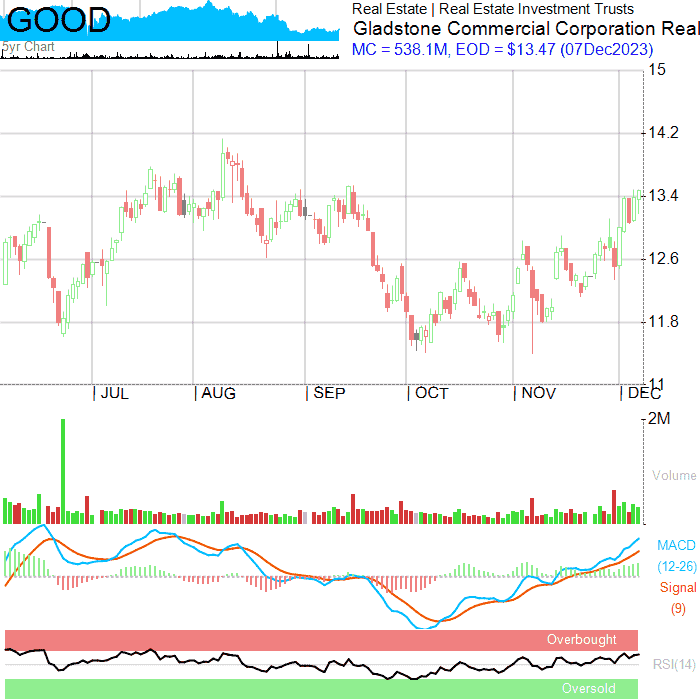 GOOD
5yr Chart
Real Estate | Real Estate Investment Trusts
Gladstone Commercial Corporation Real
MC = 538.1M, EOD = $13.47 (07Dec2023)
15
14.2
13.4
12.6
11.8
11
JUL AUG SEP OCT NOV DEC
2M
Volume
MACD
(12-26)
Signal
(9)
Overbought
RSI(14)
Oversold